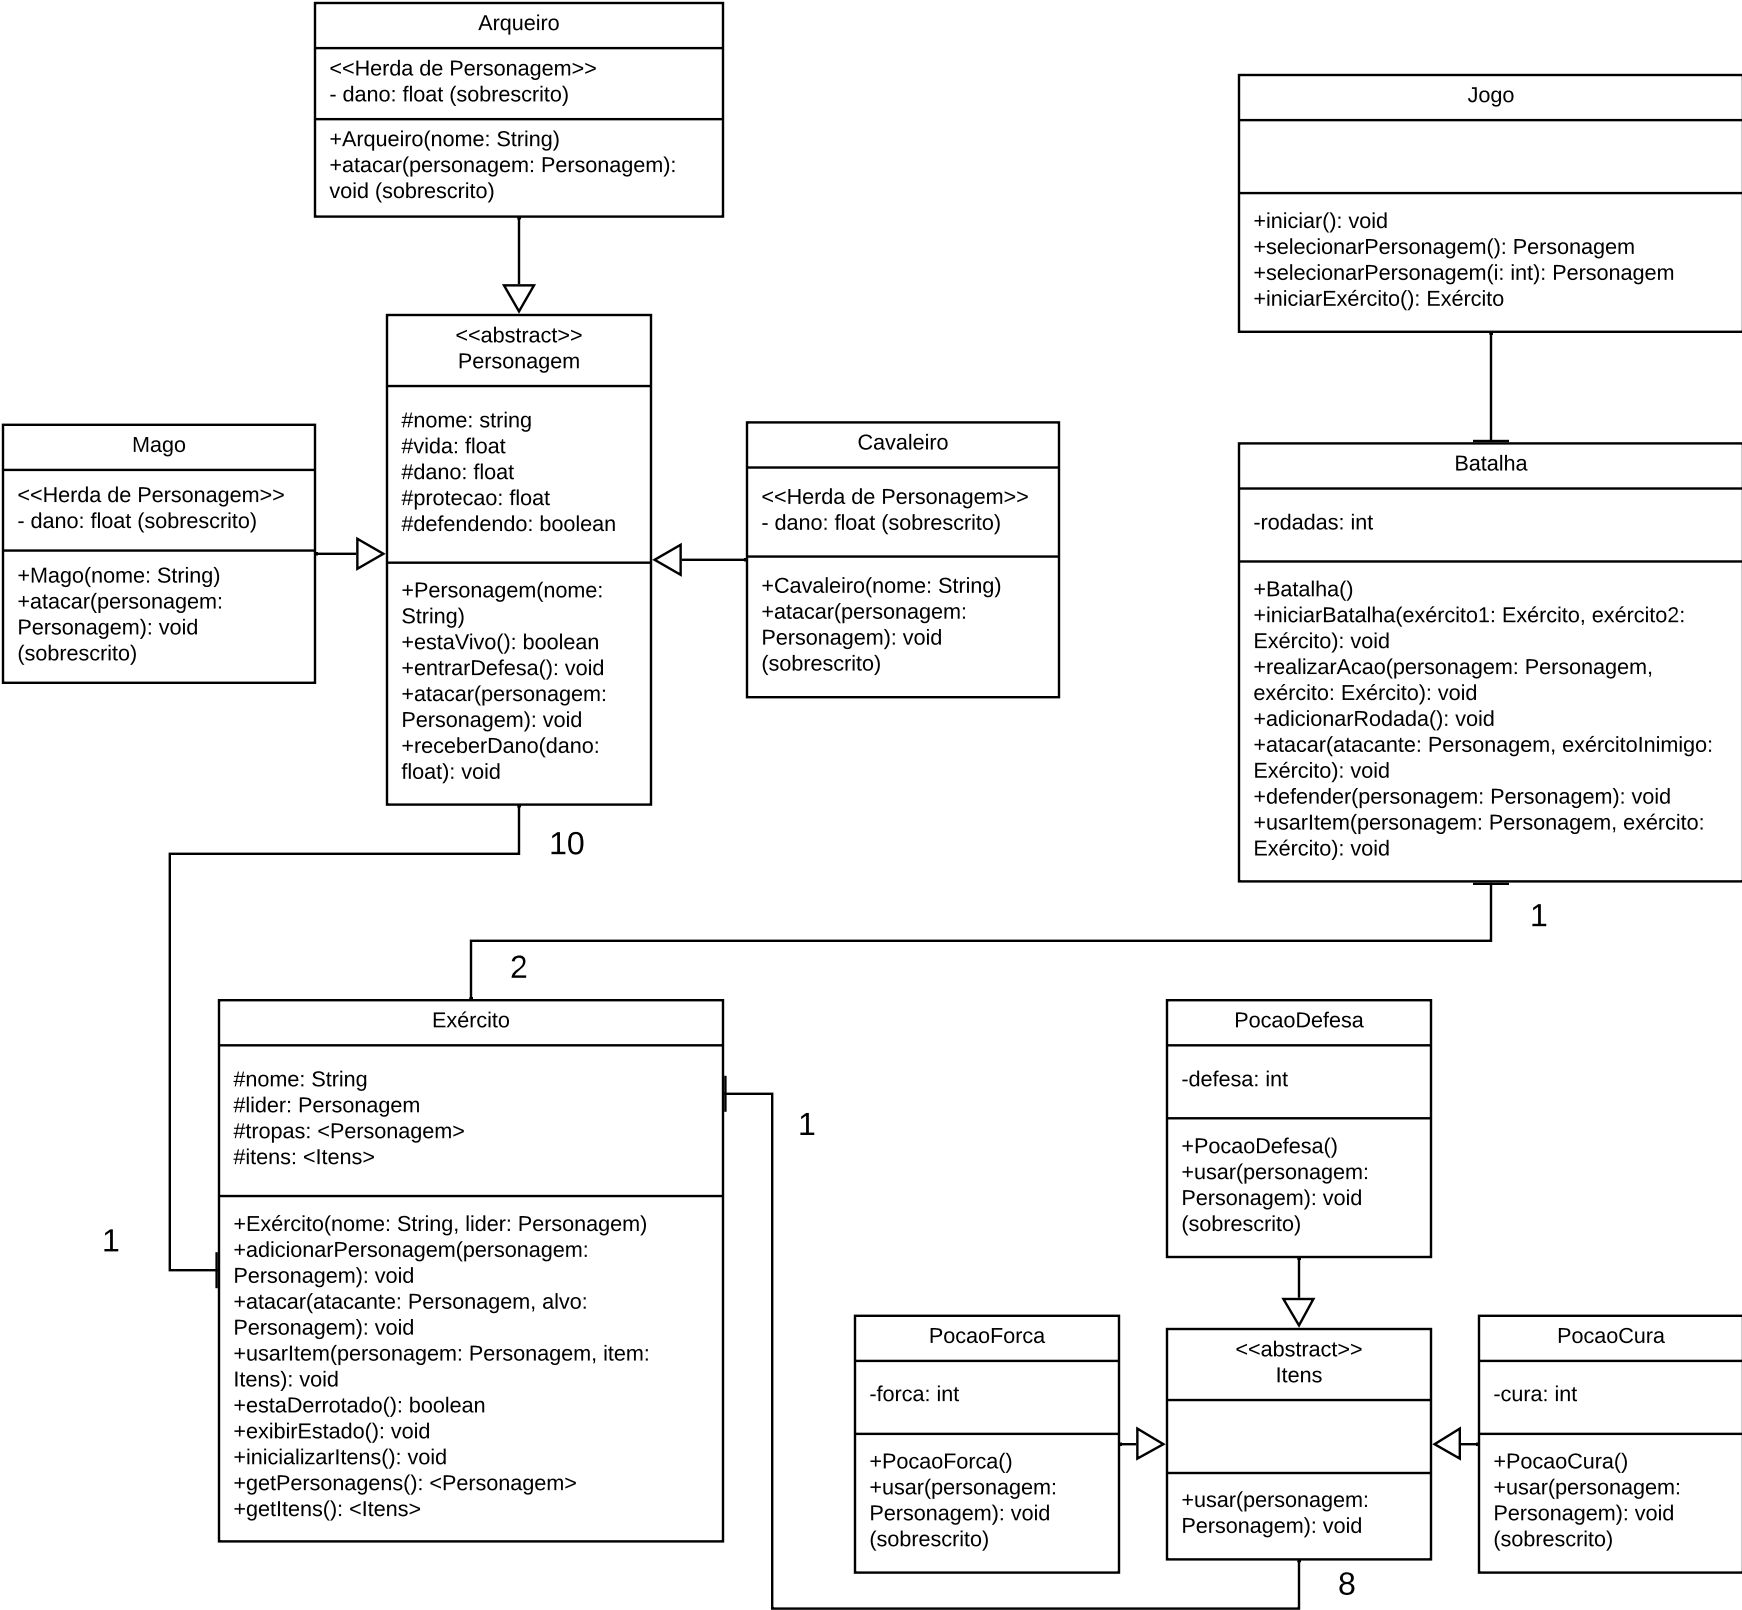 Arqueiro
<<Herda de Personagem>>
- dano: float (sobrescrito)
+Arqueiro(nome: String)
+atacar(personagem: Personagem):
void (sobrescrito)
Jogo
+iniciar(): void
+selecionarPersonagem(): Personagem
+selecionarPersonagem(i: int): Personagem
+iniciarExército(): Exército
<<abstract>>
Personagem
#nome: string
#vida: float
#dano: float
#protecao: float
#defendendo: boolean
+Personagem(nome:
String)
+estaVivo(): boolean
+entrarDefesa(): void
+atacar(personagem:
Personagem): void
+receberDano(dano:
float): void
Mago
<<Herda de Personagem>>
- dano: float (sobrescrito)
+Mago(nome: String)
+atacar(personagem:
Personagem): void
(sobrescrito)
Cavaleiro
<<Herda de Personagem>>
- dano: float (sobrescrito)
+Cavaleiro(nome: String)
+atacar(personagem:
Personagem): void
(sobrescrito)
Batalha
-rodadas: int
+Batalha()
+iniciarBatalha(exército1: Exército, exército2:
Exército): void
+realizarAcao(personagem: Personagem,
exército: Exército): void
+adicionarRodada(): void
+atacar(atacante: Personagem, exércitoInimigo:
Exército): void
+defender(personagem: Personagem): void
+usarItem(personagem: Personagem, exército:
Exército): void
10
1
2
Exército
#nome: String
#lider: Personagem
#tropas: <Personagem>
#itens: <Itens>
+Exército(nome: String, lider: Personagem)
+adicionarPersonagem(personagem:
Personagem): void
+atacar(atacante: Personagem, alvo:
Personagem): void
+usarItem(personagem: Personagem, item:
Itens): void
+estaDerrotado(): boolean
+exibirEstado(): void
+inicializarItens(): void
+getPersonagens(): <Personagem>
+getItens(): <Itens>
1
1
PocaoDefesa
-defesa: int
+PocaoDefesa()
+usar(personagem:
Personagem): void
(sobrescrito)
PocaoForca
-forca: int
+PocaoForca()
+usar(personagem:
Personagem): void
(sobrescrito)
<<abstract>>
Itens
+usar(personagem:
Personagem): void
PocaoCura
-cura: int
+PocaoCura()
+usar(personagem:
Personagem): void
(sobrescrito)
8